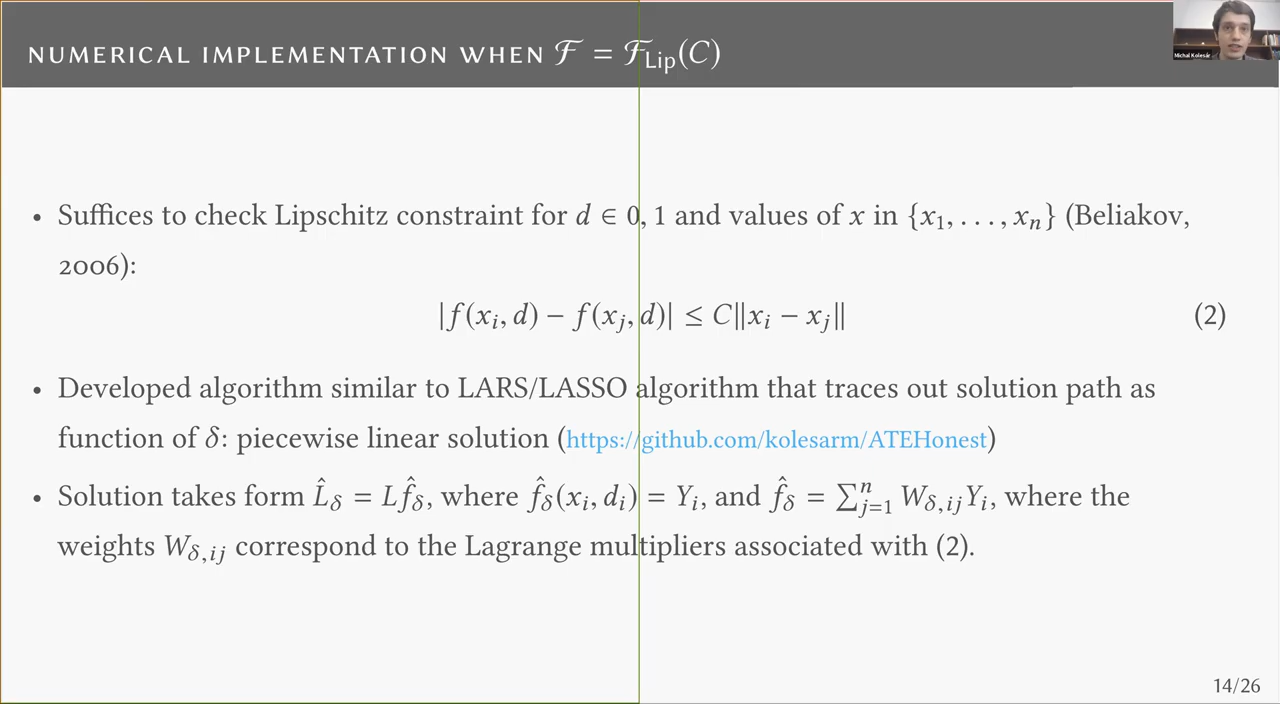 NUMERICAL IMPLEMENTATION WHEN ℱ = ℱ_Lip(C)
Michal Kolesár
• Suffices to check Lipschitz constraint for d ∈ 0, 1 and values of x in {x₁, . . . , xₙ} (Beliakov,
2006):
|f(x_i, d) − f(x_j, d)| ≤ C‖x_i − x_j‖ (2)
• Developed algorithm similar to LARS/LASSO algorithm that traces out solution path as
function of δ: piecewise linear solution (https://github.com/kolesarm/ATEHonest)
• Solution takes form L̂_δ = Lf̂_δ, where f̂_δ(x_i, d_i) = Y_i, and f̂_δ = ∑_{j=1}^{n} W_{δ,ij}Y_i, where the
weights W_{δ,ij} correspond to the Lagrange multipliers associated with (2).
14/26